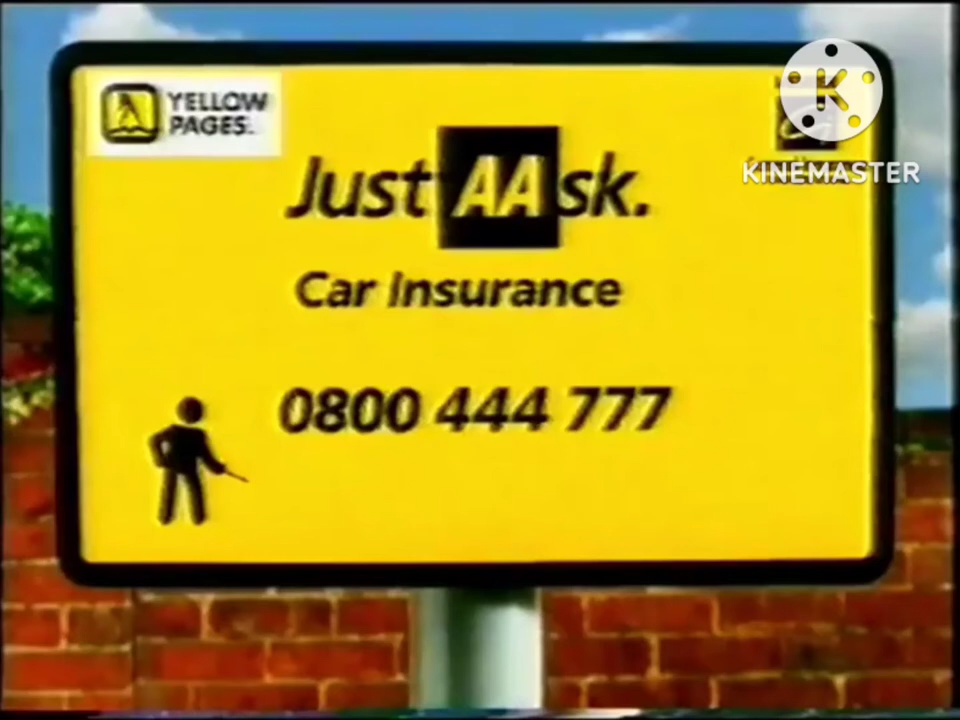 YELLOW
PAGES.
KINEMASTER
Just AAsk.
Car Insurance
0800 444 777